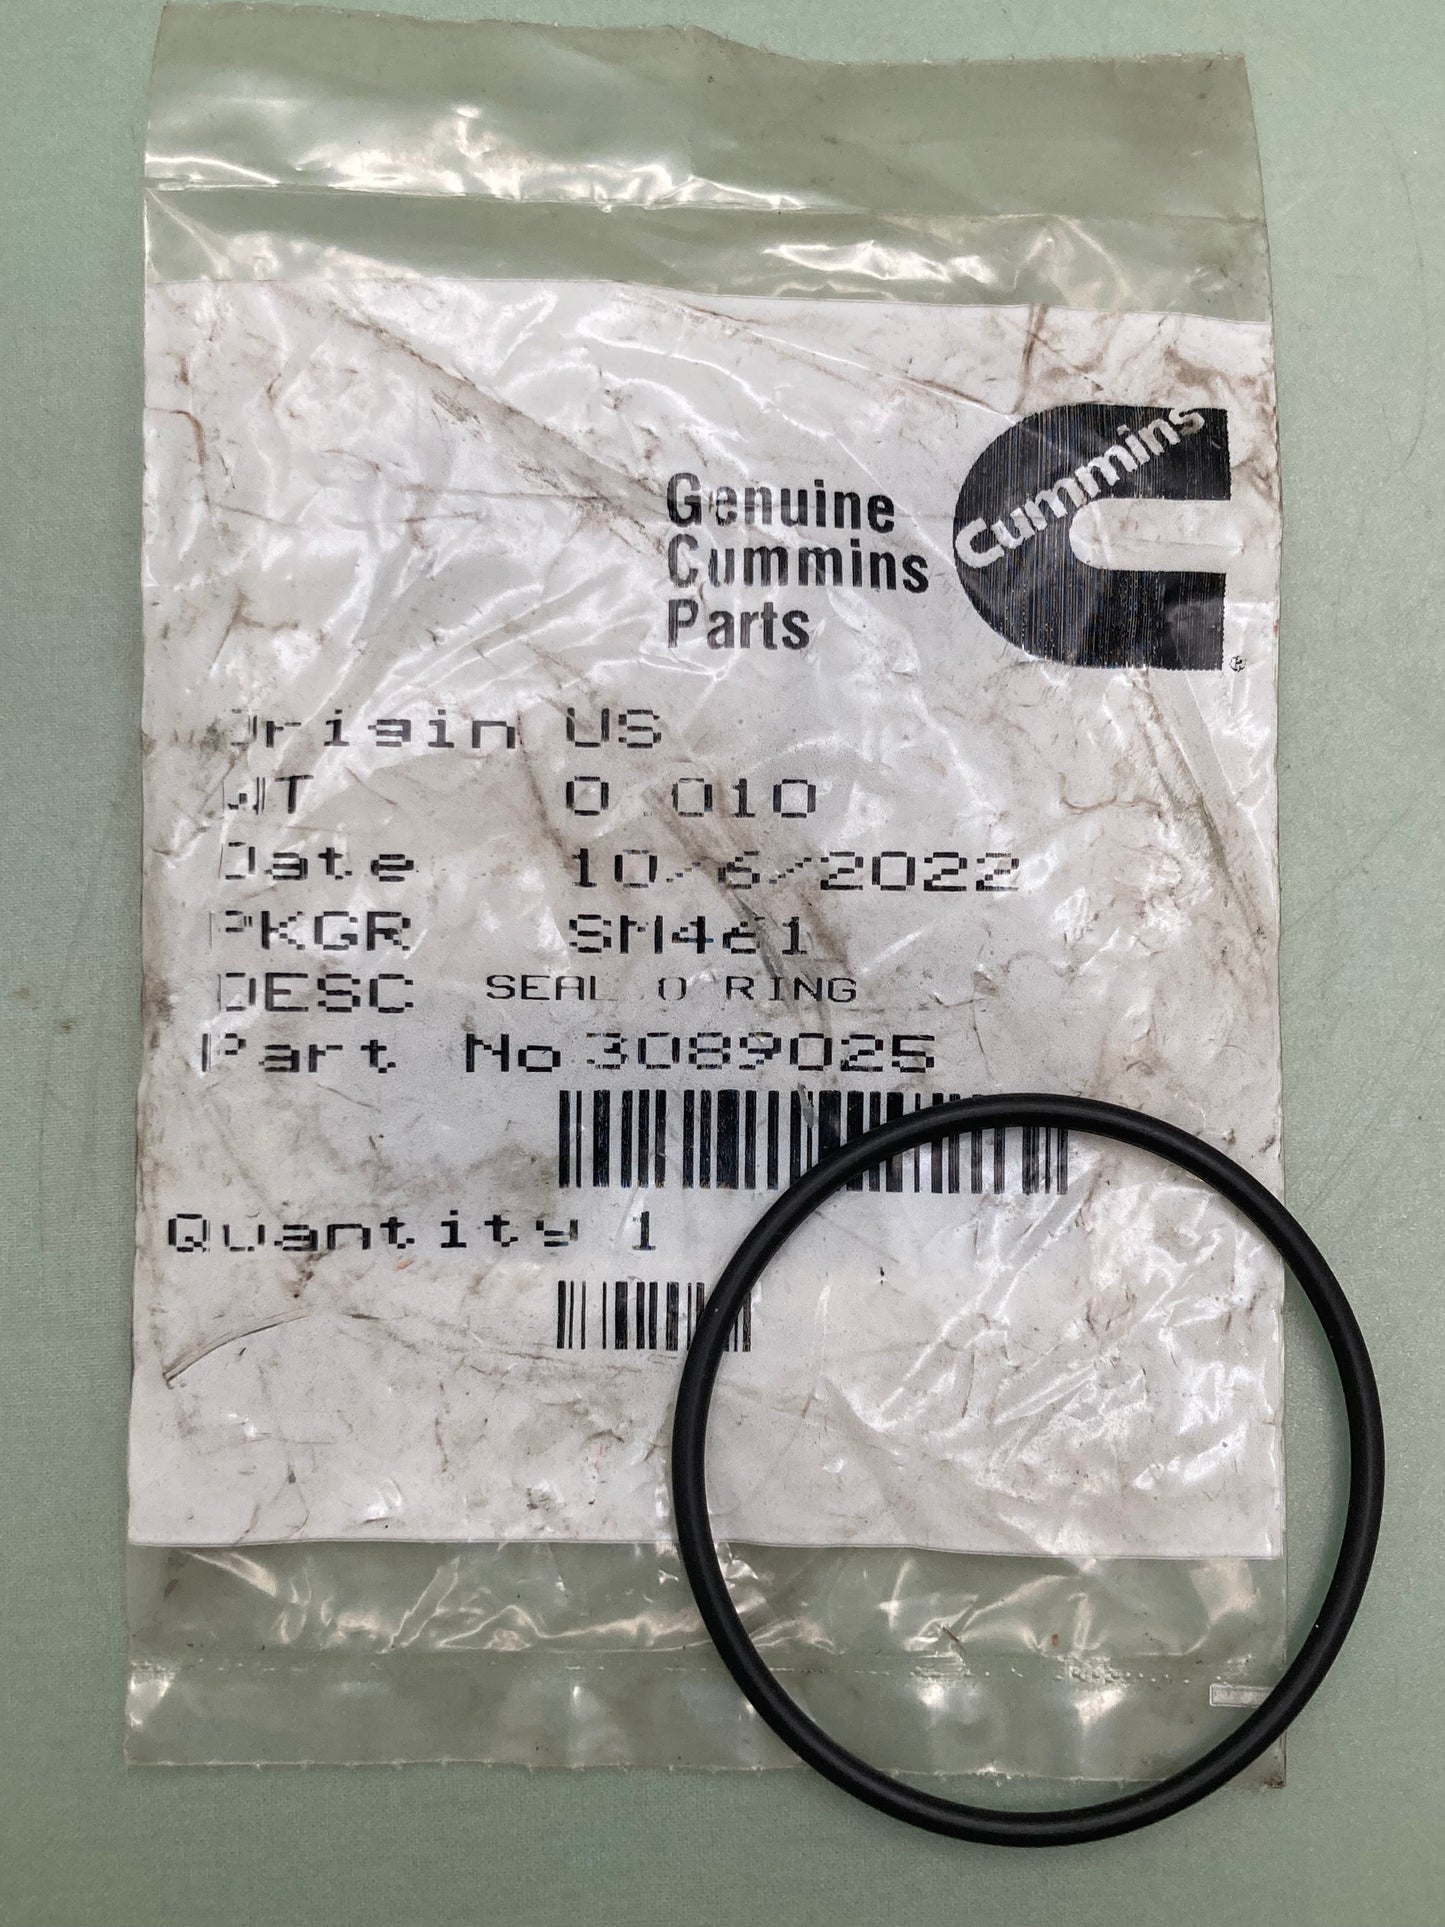 Genuine
Cummins
Parts
Cummins
®
Origin US
WT 0.010
Date 10/6/2022
PKGR SM461
DESC SEAL,O RING
Part No 3089025
Quantity 1